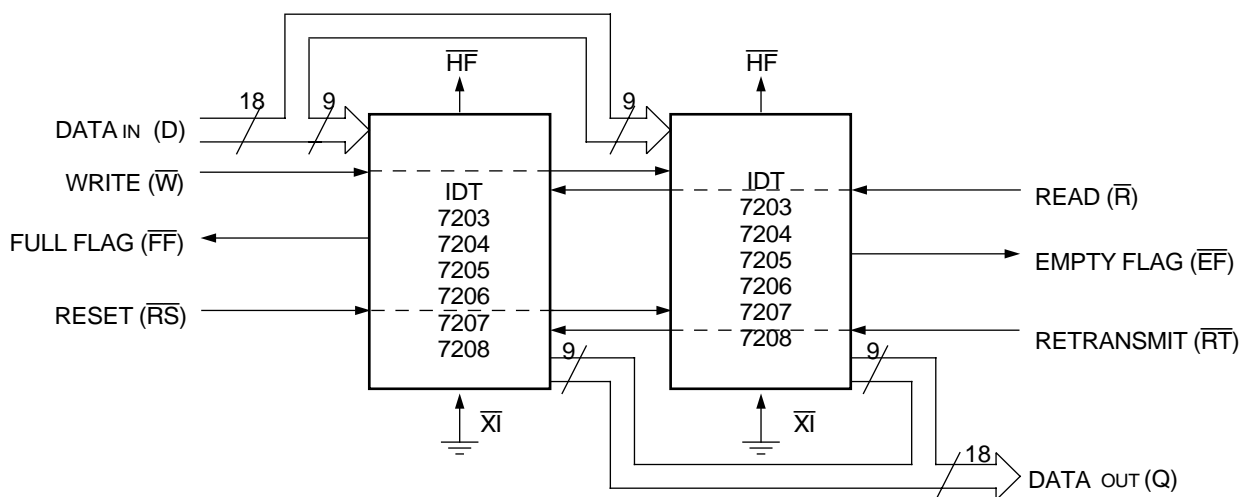 HF HF
18 9 9
DATA IN (D)
WRITE (W)
IDT
7203
7204
7205
7206
7207
7208
IDT
7203
7204
7205
7206
7207
7208
READ (R)
FULL FLAG (FF)
EMPTY FLAG (EF)
RESET (RS)
RETRANSMIT (RT)
9 9
XI XI
18
DATA OUT (Q)